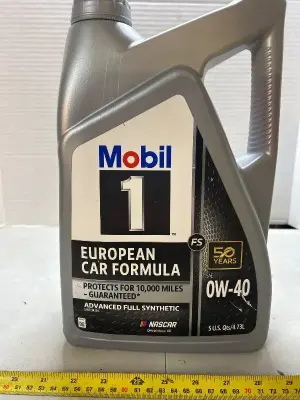 Mobil
1
EUROPEAN
CAR FORMULA
PROTECTS FOR 10,000 MILES
– GUARANTEED*
ADVANCED FULL SYNTHETIC
FS
50
YEARS
SAE
0W-40
NASCAR
5 U.S. Qts/4.73L